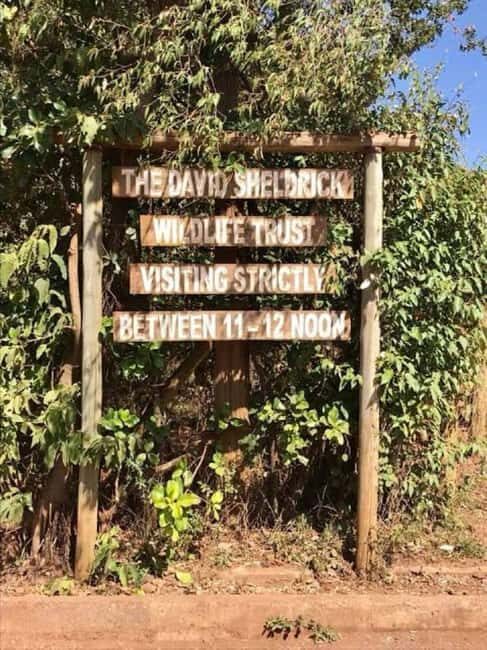 THE DAVID SHELDRICK
WILDLIFE TRUST
VISITING STRICTLY
BETWEEN 11 - 12 NOON